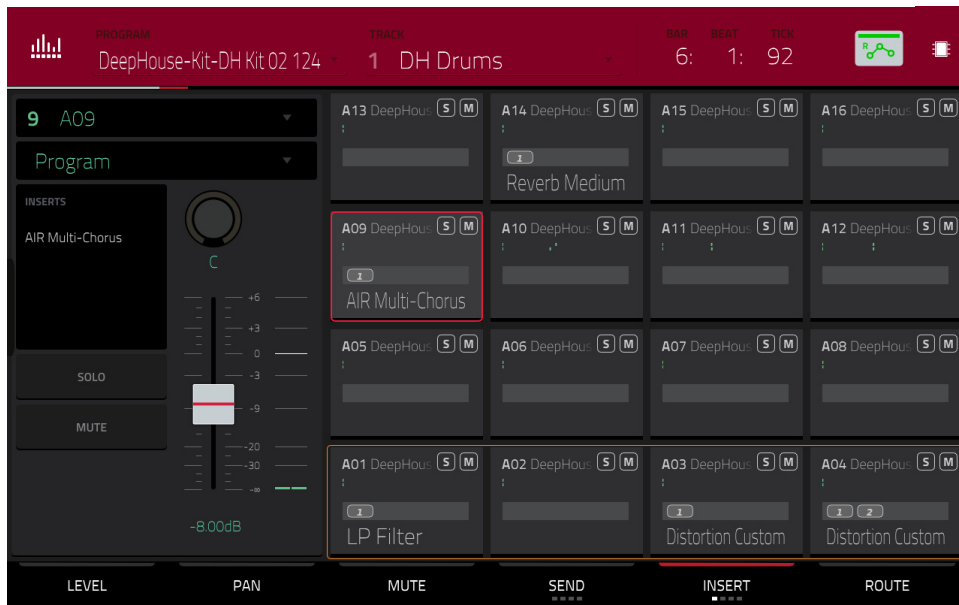 PROGRAM
DeepHouse-Kit-DH Kit 02 124
TRACK
1 DH Drums
BAR BEAT TICK
6: 1: 92
R
9 A09
Program
INSERTS
AIR Multi-Chorus
C
+6
+3
0
-3
-9
-20
-30
-∞
-8.00dB
SOLO
MUTE
A13 DeepHous S M
A14 DeepHous S M
1
Reverb Medium
A15 DeepHous S M
A16 DeepHous S M
A09 DeepHous S M
1
AIR Multi-Chorus
A10 DeepHous S M
A11 DeepHous S M
A12 DeepHous S M
A05 DeepHous S M
A06 DeepHous S M
A07 DeepHous S M
A08 DeepHous S M
A01 DeepHous S M
1
LP Filter
A02 DeepHous S M
A03 DeepHous S M
1
Distortion Custom
A04 DeepHous S M
1 2
Distortion Custom
LEVEL PAN MUTE SEND INSERT ROUTE